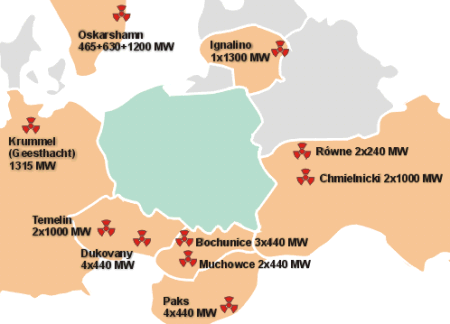 Oskarshamn
465+630+1200 MW
Ignalino
1x1300 MW
Krummel
(Geesthacht)
1315 MW
Równe 2x240 MW
Chmielnicki 2x1000 MW
Temelin
2x1000 MW
Dukovany
4x440 MW
Bochunice 3x440 MW
Muchowce 2x440 MW
Paks
4x440 MW